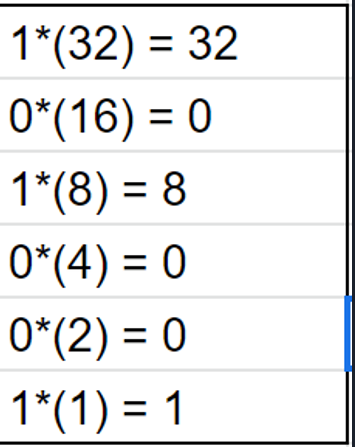 1*(32) = 32
0*(16) = 0
1*(8) = 8
0*(4) = 0
0*(2) = 0
1*(1) = 1